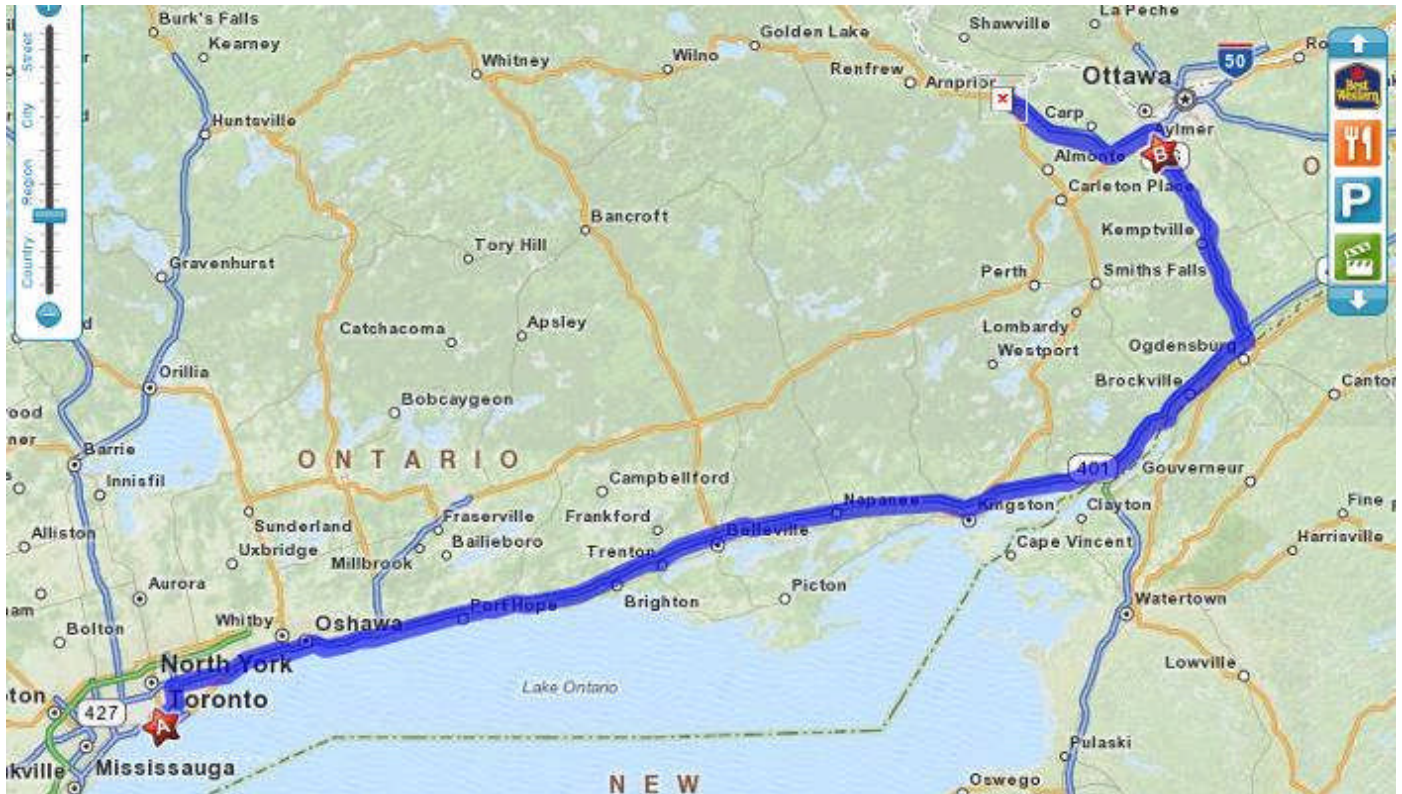 Burk's Falls
Kearney
La Peche
Shawville
Golden Lake
50
Whitney
Wilno
Renfrew
Arnprior
Ottawa
Best
Western
Street
City
Region
Country
Huntsville
Carp
Aylmer
B
Almonte
P
Carleton Place
Bancroft
Kemptville
Tory Hill
Gravenhurst
Perth
Smiths Falls
Catchacoma
Apsley
Lombardy
Westport
Ogdensburg
Orillia
Brockville
Canton
Bobcaygeon
Barrie
ONTARIO
Innisfil
Campbellford
401
Gouverneur
Napanee
Kingston
Clayton
Fine
Alliston
Sunderland
Fraserville
Frankford
Belleville
Harrisville
Uxbridge
Bailieboro
Millbrook
Trenton
Cape Vincent
Aurora
Picton
Brighton
Watertown
Port Hope
Whitby
Oshawa
Bolton
North York
Lowville
Toronto
Lake Ontario
427
A
Pulaski
Mississauga
NEW
Oswego